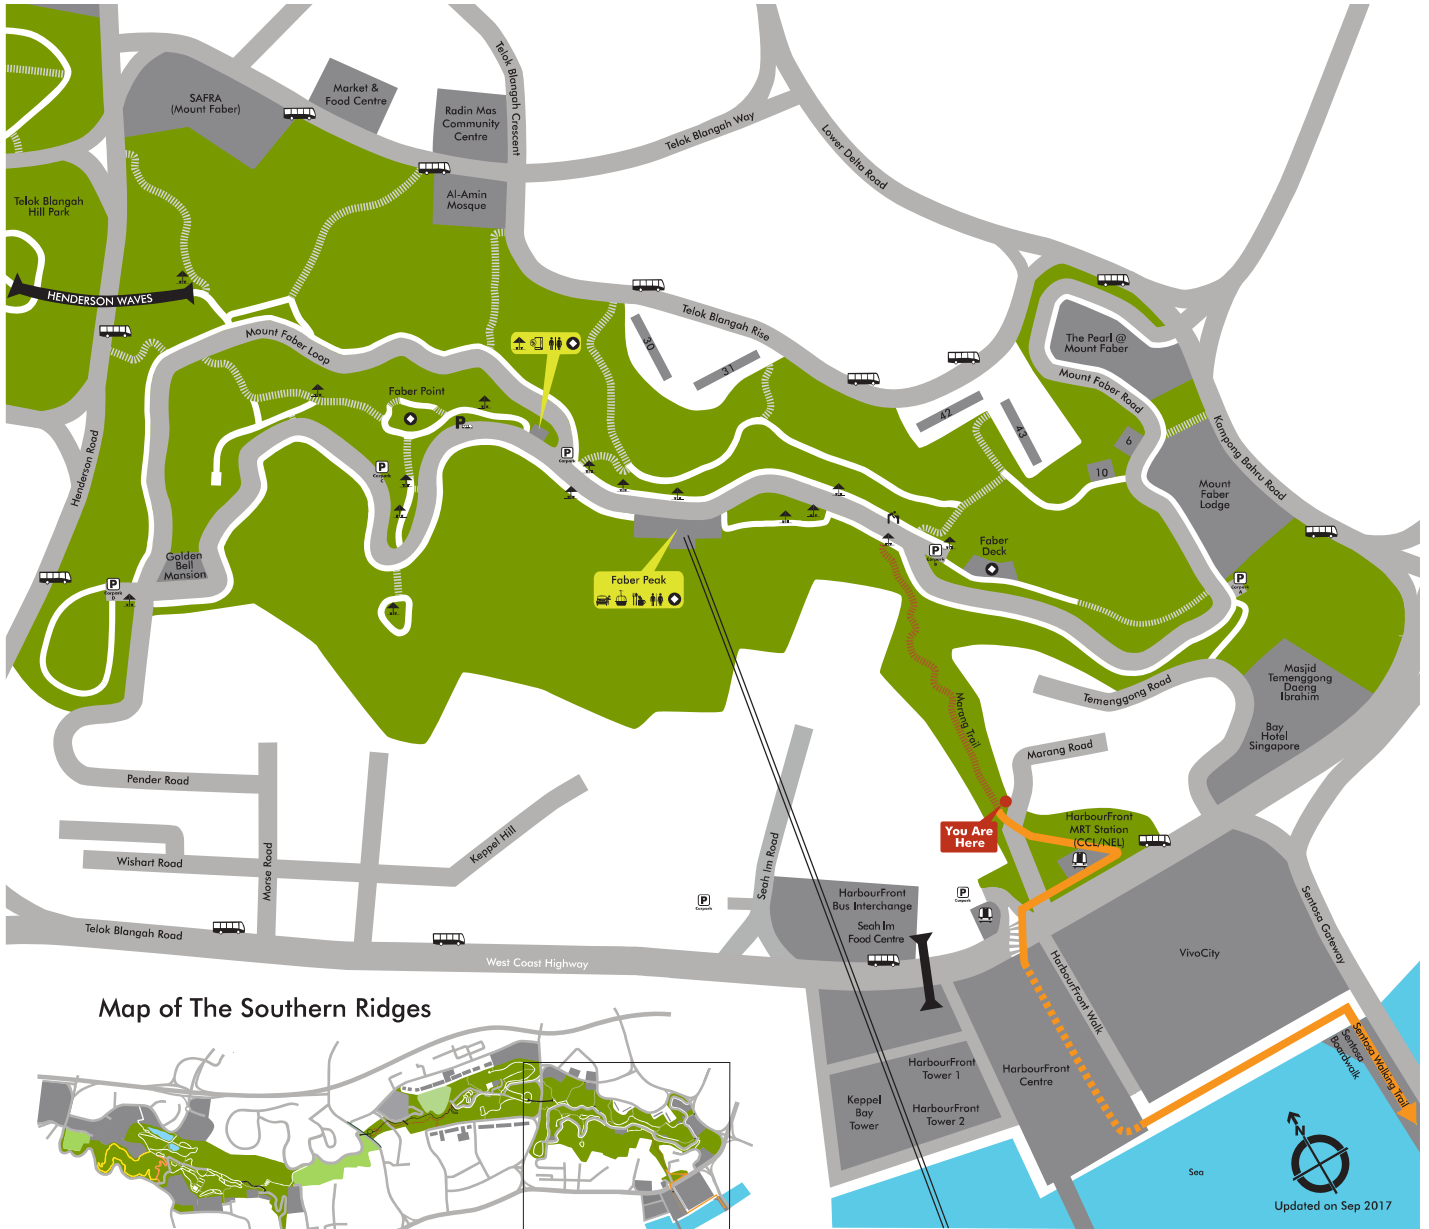 SAFRA
(Mount Faber)
Market &
Food Centre
Radin Mas
Community
Centre
Telok Blangah Crescent
Telok Blangah Way
Lower Delta Road
Al-Amin
Mosque
Telok Blangah
Hill Park
HENDERSON WAVES
Mount Faber Loop
Telok Blangah Rise
30
31
The Pearl @
Mount Faber
Mount Faber Road
Faber Point
P
42
43
6
10
Kampong Bahru Road
Henderson Road
P
Carpark
P
Carpark
C
Mount
Faber
Lodge
Golden
Bell
Mansion
P
Carpark
D
Faber
Deck
P
Carpark
B
Faber Peak
P
Carpark
A
Marang Trail
Temenggong Road
Masjid
Temenggong
Daeng
Ibrahim
Bay
Hotel
Singapore
Marang Road
Pender Road
Wishart Road
Morse Road
Keppel Hill
Seah Im Road
You Are
Here
HarbourFront
MRT Station
(CCL/NEL)
P
Carpark
HarbourFront
Bus Interchange
Seah Im
Food Centre
P
Carpark
Telok Blangah Road
West Coast Highway
HarbourFront Walk
VivoCity
Sentosa Gateway
Map of The Southern Ridges
HarbourFront
Tower 1
HarbourFront
Centre
Keppel
Bay
Tower
HarbourFront
Tower 2
Sentosa
Boardwalk
Sentosa Walking Trail
Sea
N
Updated on Sep 2017